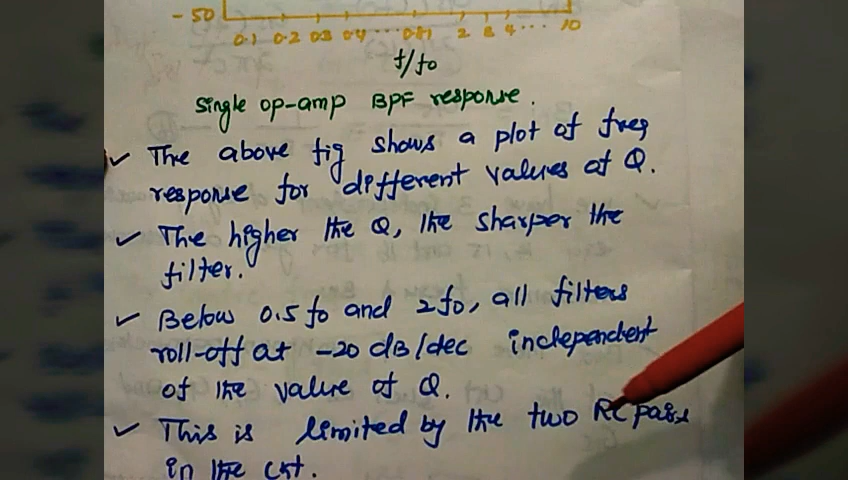 - 50
0.1 0.2 03 0.4 ... 0.81 2 3 4 ... 10
f/fo
Single op-amp BPF response.
✓ The above fig shows a plot of freq
response for different values of Q.
✓ The higher the Q, the sharper the
filter.
✓ Below 0.5 fo and 2fo, all filters
roll-off at -20 dB/dec independent
of the value of Q.
✓ This is limited by the two RC pass
in the ckt.